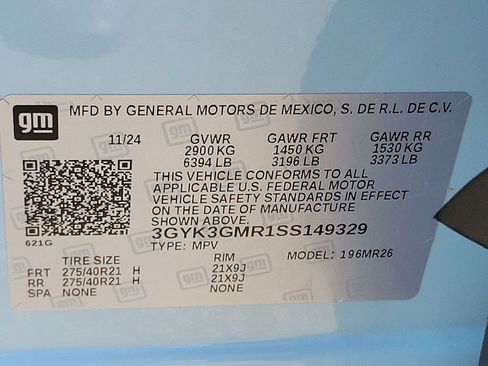 gm
MFD BY GENERAL MOTORS DE MEXICO, S. DE R.L. DE C.V.
11/24 GVWR GAWR FRT GAWR RR
2900 KG 1450 KG 1530 KG
6394 LB 3196 LB 3373 LB
THIS VEHICLE CONFORMS TO ALL
APPLICABLE U.S. FEDERAL MOTOR
VEHICLE SAFETY STANDARDS IN EFFECT
ON THE DATE OF MANUFACTURE
SHOWN ABOVE.
621G
3GYK3GMR1SS149329
TYPE: MPV
TIRE SIZE RIM MODEL: 196MR26
FRT 275/40R21 H 21X9J
RR 275/40R21 H 21X9J
SPA NONE NONE